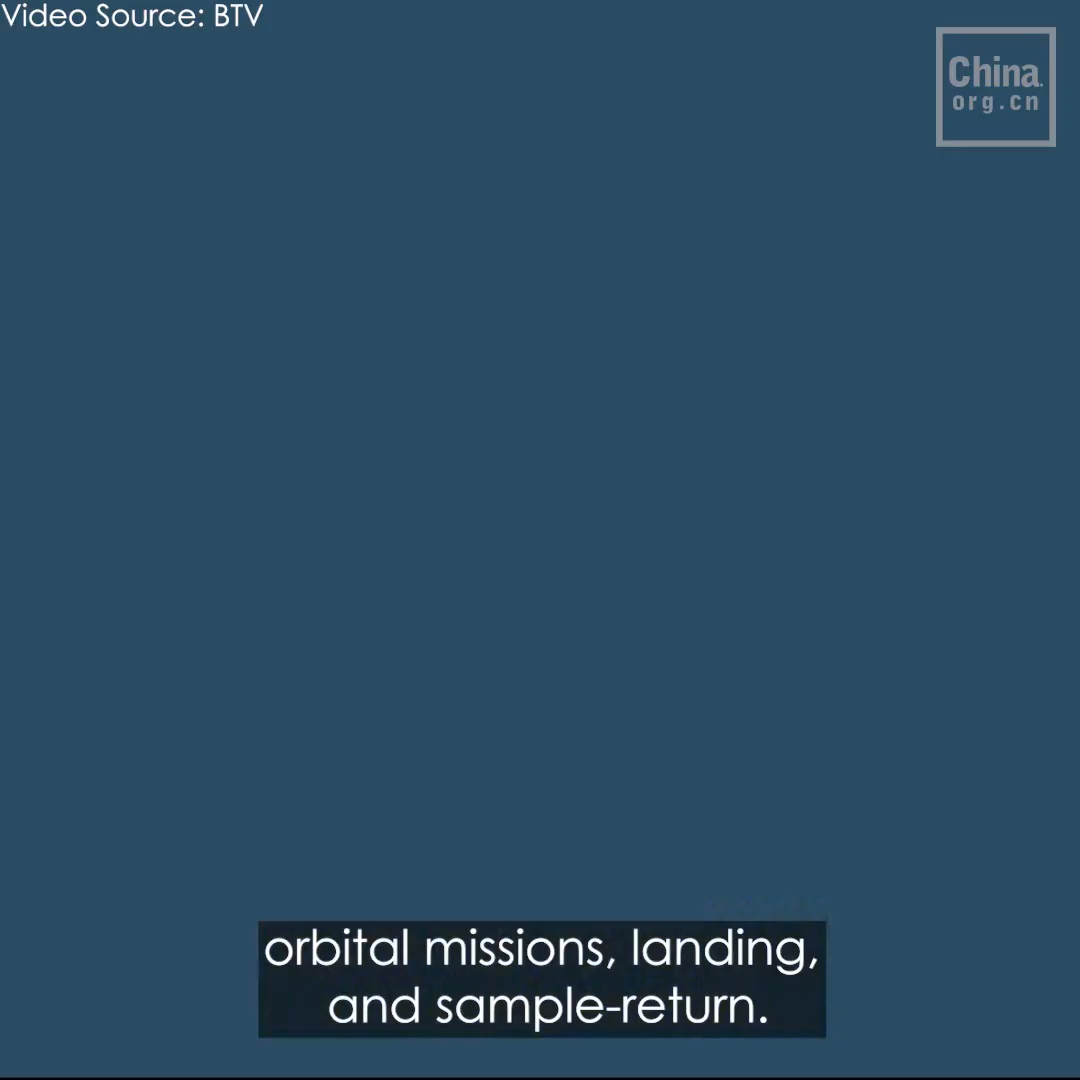 Video Source: BTV
China.
org.cn
orbital missions, landing,
and sample-return.